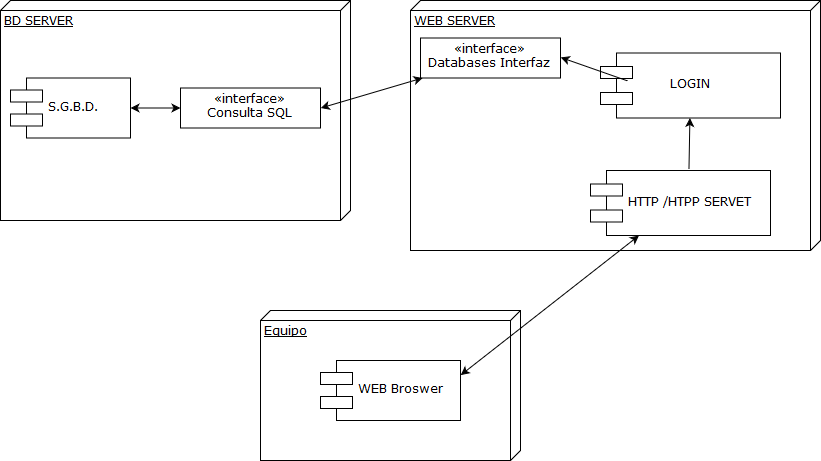 BD SERVER
S.G.B.D.
«interface»
Consulta SQL
WEB SERVER
«interface»
Databases Interfaz
LOGIN
HTTP /HTPP SERVET
Equipo
WEB Broswer